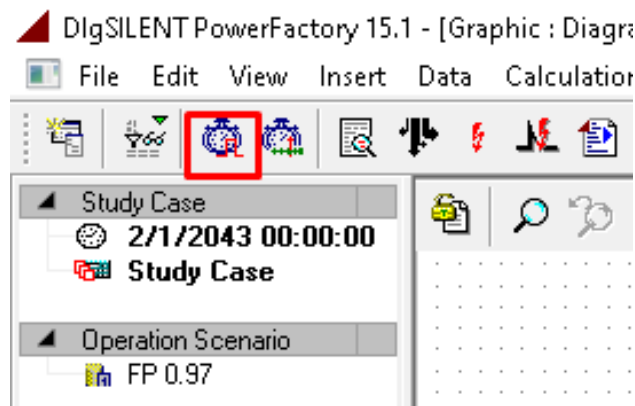 DIgSILENT PowerFactory 15.1 - [Graphic : Diagra
File Edit View Insert Data Calculation
Study Case
2/1/2043 00:00:00
Study Case
Operation Scenario
FP 0.97